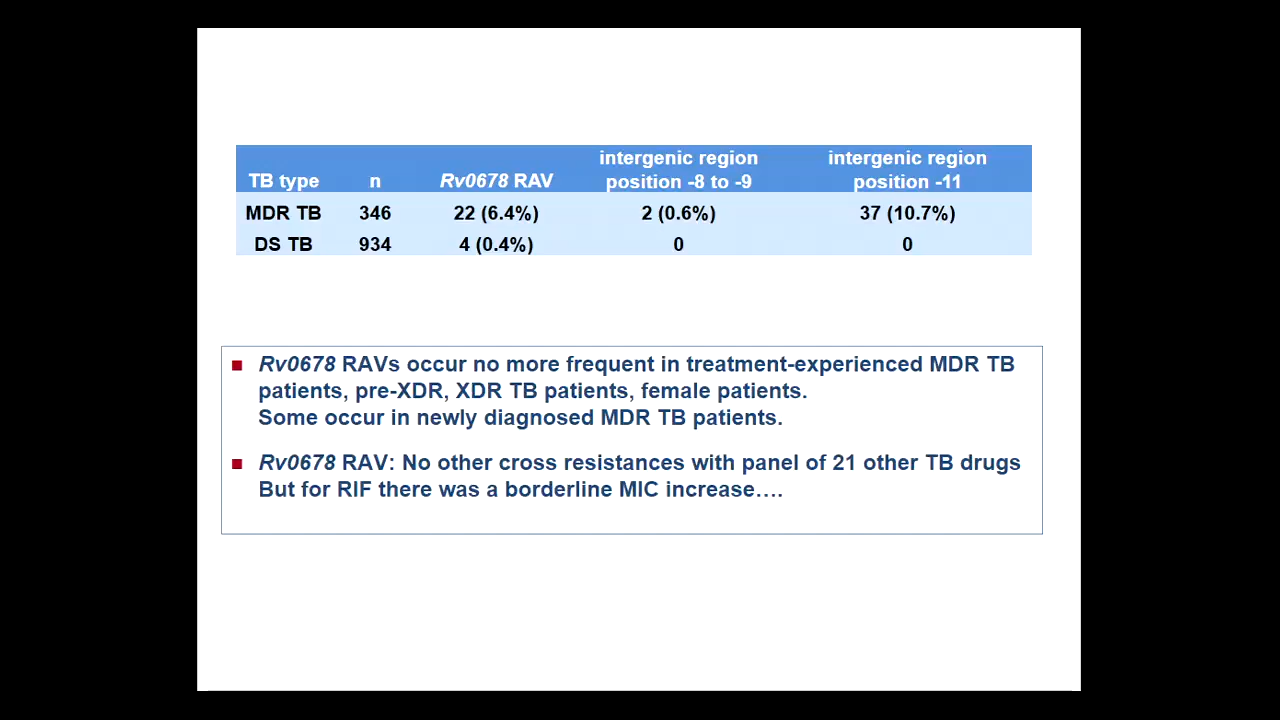 TB type n Rv0678 RAV intergenic region position -8 to -9 intergenic region position -11
MDR TB 346 22 (6.4%) 2 (0.6%) 37 (10.7%)
DS TB 934 4 (0.4%) 0 0
■ Rv0678 RAVs occur no more frequent in treatment-experienced MDR TB
patients, pre-XDR, XDR TB patients, female patients.
Some occur in newly diagnosed MDR TB patients.
■ Rv0678 RAV: No other cross resistances with panel of 21 other TB drugs
But for RIF there was a borderline MIC increase….